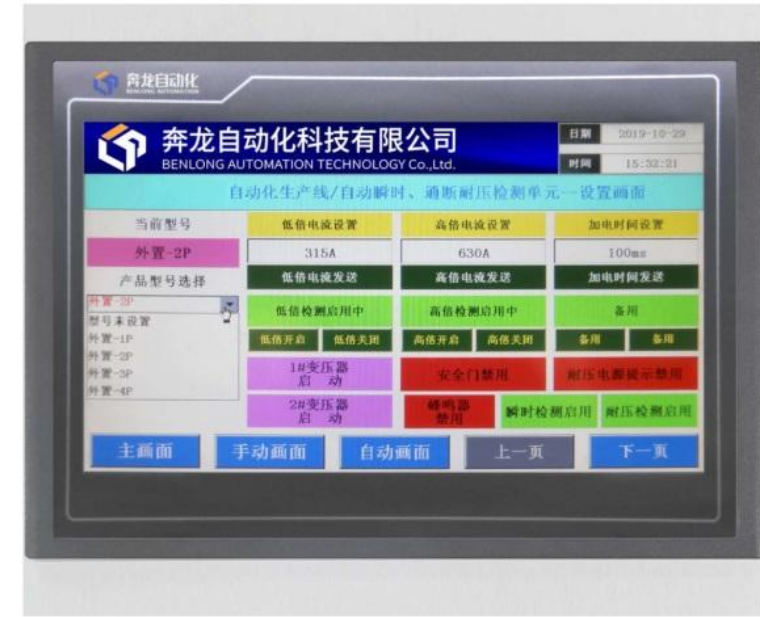 奔龙自动化
BENLONG AUTOMATION
奔龙自动化科技有限公司
BENLONG AUTOMATION TECHNOLOGY Co.,Ltd.
日期 2019-10-29
时间 15:32:21
自动化生产线/自动瞬时、通断耐压检测单元--设置画面
当前型号 低倍电流设置 高倍电流设置 加电时间设置
外置-2P 315A 630A 100ms
产品型号选择 低倍电流发送 高倍电流发送 加电时间发送
外置-2P
低倍检测启用中 高倍检测启用中 备用
型号未设置
外置-1P
低倍开启 低倍关闭 高倍开启 高倍关闭 备用 备用
外置-2P
外置-3P
外置-4P
1#变压器
启 动
安全门禁用 耐压电源提示禁用
2#变压器
启 动
蜂鸣器
禁用
瞬时检测启用 耐压检测启用
主画面 手动画面 自动画面 上一页 下一页